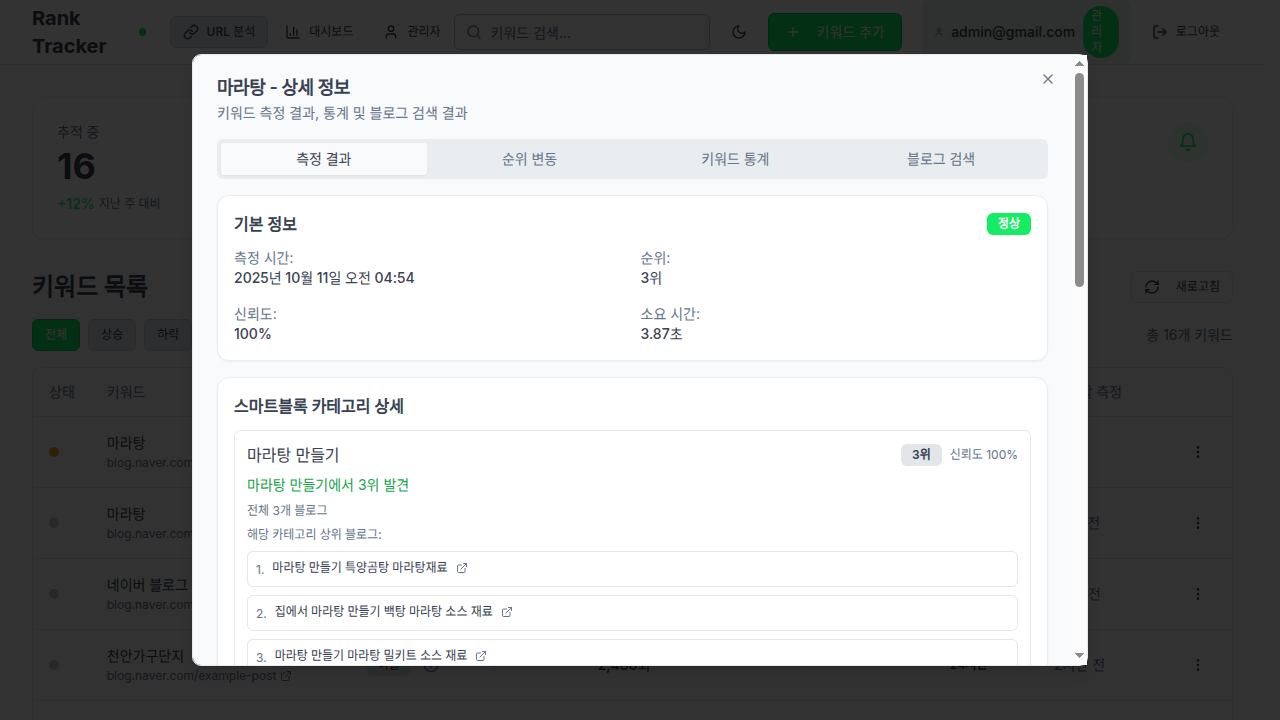 Rank
Tracker
URL 분석
대시보드
관리자
키워드 검색...
+ 키워드 추가
admin@gmail.com
관
리
자
로그아웃
마라탕 - 상세 정보
키워드 측정 결과, 통계 및 블로그 검색 결과
측정 결과
순위 변동
키워드 통계
블로그 검색
기본 정보
정상
측정 시간:
2025년 10월 11일 오전 04:54
순위:
3위
신뢰도:
100%
소요 시간:
3.87초
스마트블록 카테고리 상세
마라탕 만들기
3위
신뢰도 100%
마라탕 만들기에서 3위 발견
전체 3개 블로그
해당 카테고리 상위 블로그:
1. 마라탕 만들기 특양곰탕 마라탕재료
2. 집에서 마라탕 만들기 백탕 마라탕 소스 재료
3. 마라탕 만들기 마라탕 밀키트 소스 재료
추적 중
16
+12% 지난 주 대비
키워드 목록
새로고침
전체
상승
하락
총 16개 키워드
상태
키워드
측정
마라탕
blog.naver.com
마라탕
blog.naver.com
전
네이버 블로그
blog.naver.com
전
천안가구단지
blog.naver.com/example-post
전